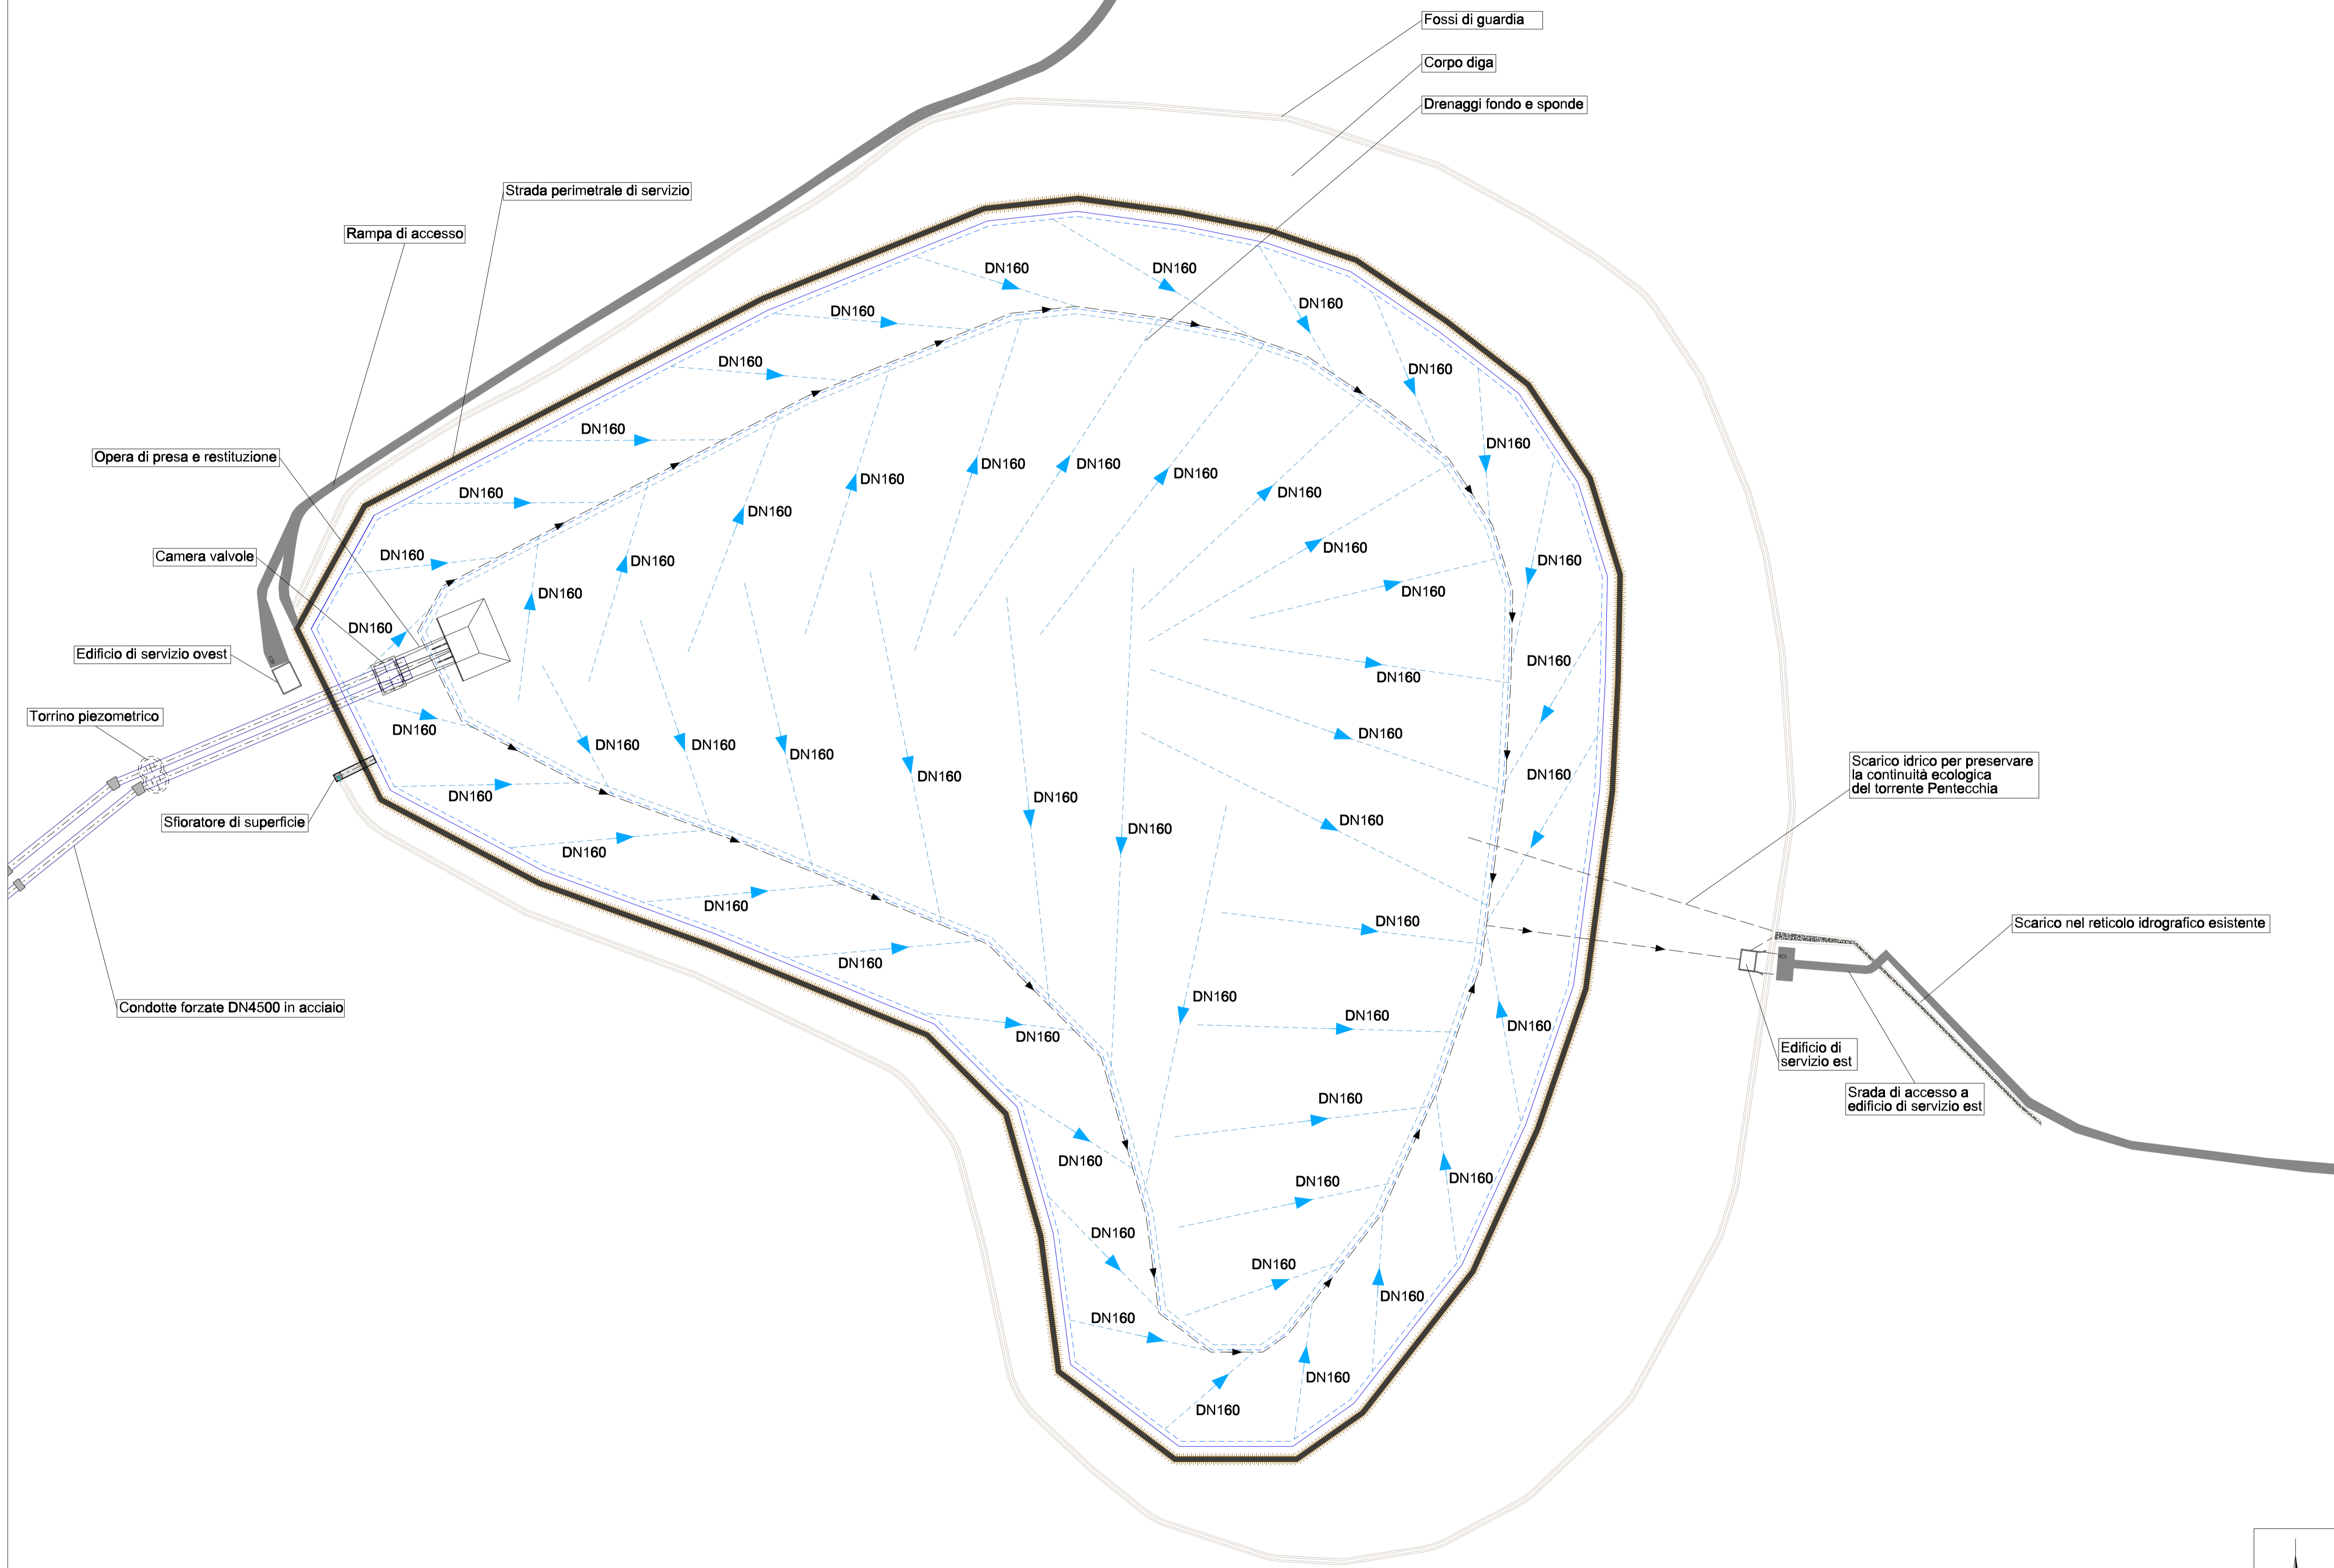 Fossi di guardia
Corpo diga
Drenaggi fondo e sponde
Strada perimetrale di servizio
Rampa di accesso
DN160
DN160
DN160
DN160
DN160
DN160
DN160
DN160
Opera di presa e restituzione
DN160
DN160
DN160
DN160
DN160
DN160
DN160
DN160
Camera valvole
DN160
DN160
DN160
DN160
DN160
DN160
Edificio di servizio ovest
DN160
DN160
Torrino piezometrico
DN160
DN160
DN160
DN160
DN160
Scarico idrico per preservare
la continuità ecologica
del torrente Pentecchia
DN160
DN160
DN160
DN160
Sfioratore di superficie
DN160
DN160
DN160
DN160
DN160
Scarico nel reticolo idrografico esistente
DN160
DN160
Condotte forzate DN4500 in acciaio
DN160
DN160
DN160
Edificio di
servizio est
Srada di accesso a
edificio di servizio est
DN160
DN160
DN160
DN160
DN160
DN160
DN160
DN160
DN160
DN160